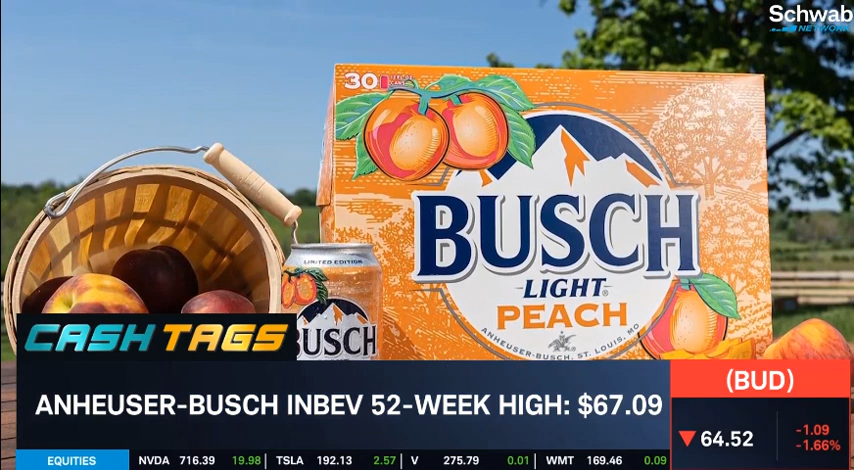 Schwab
NETWORK
30
LIMITED EDITION
BUSCH
BUSCH
LIGHT®
PEACH
ANHEUSER-BUSCH, ST. LOUIS, MO
CASH TAGS
ANHEUSER-BUSCH INBEV 52-WEEK HIGH: $67.09
(BUD)
▼ 64.52
-1.09
-1.66%
EQUITIES
NVDA 716.39 19.98 TSLA 192.13 2.57 V 275.79 0.01 WMT 169.46 0.09